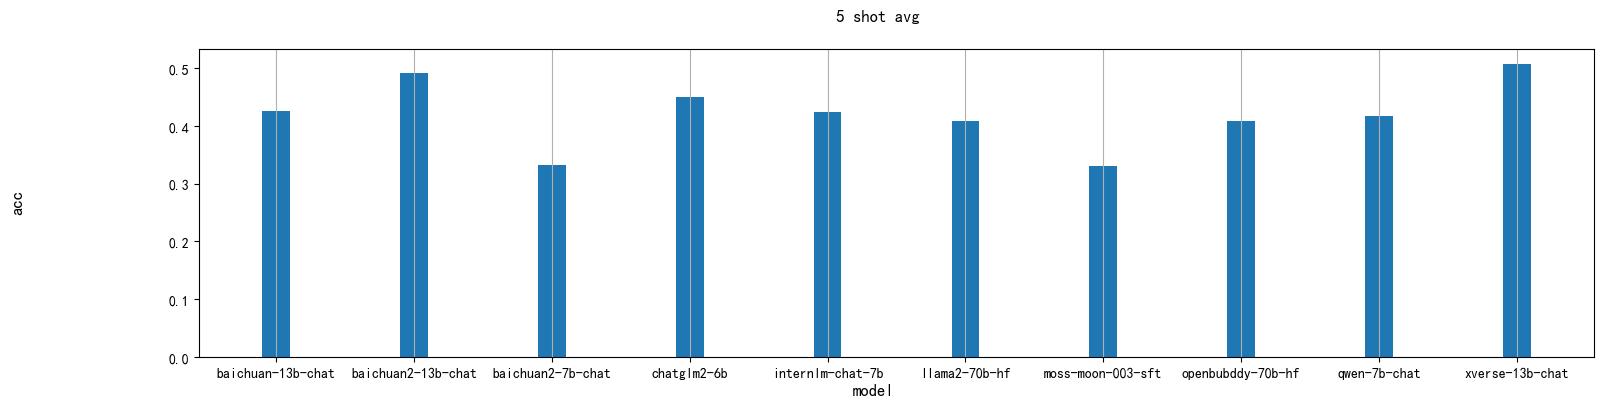 5 shot avg
acc
0.5
0.4
0.3
0.2
0.1
0.0
baichuan-13b-chat baichuan2-13b-chat baichuan2-7b-chat chatglm2-6b internlm-chat-7b llama2-70b-hf moss-moon-003-sft openbubddy-70b-hf qwen-7b-chat xverse-13b-chat
model